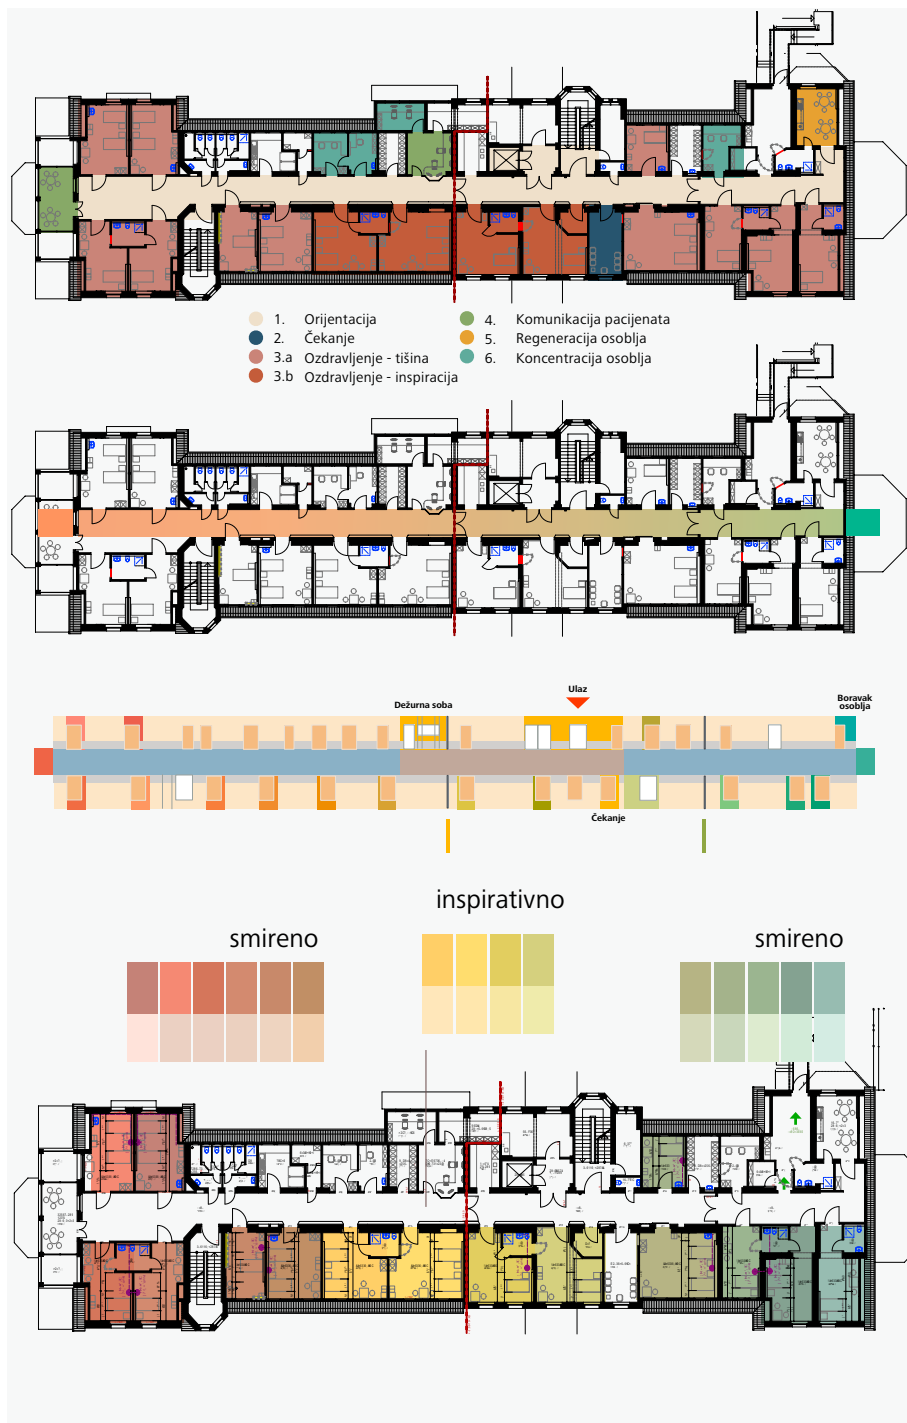 1. Orijentacija
2. Čekanje
3.a Ozdravljenje - tišina
3.b Ozdravljenje - inspiracija
4. Komunikacija pacijenata
5. Regeneracija osoblja
6. Koncentracija osoblja
Ulaz
Dežurna soba
Boravak
osoblja
Čekanje
inspirativno
smireno
smireno